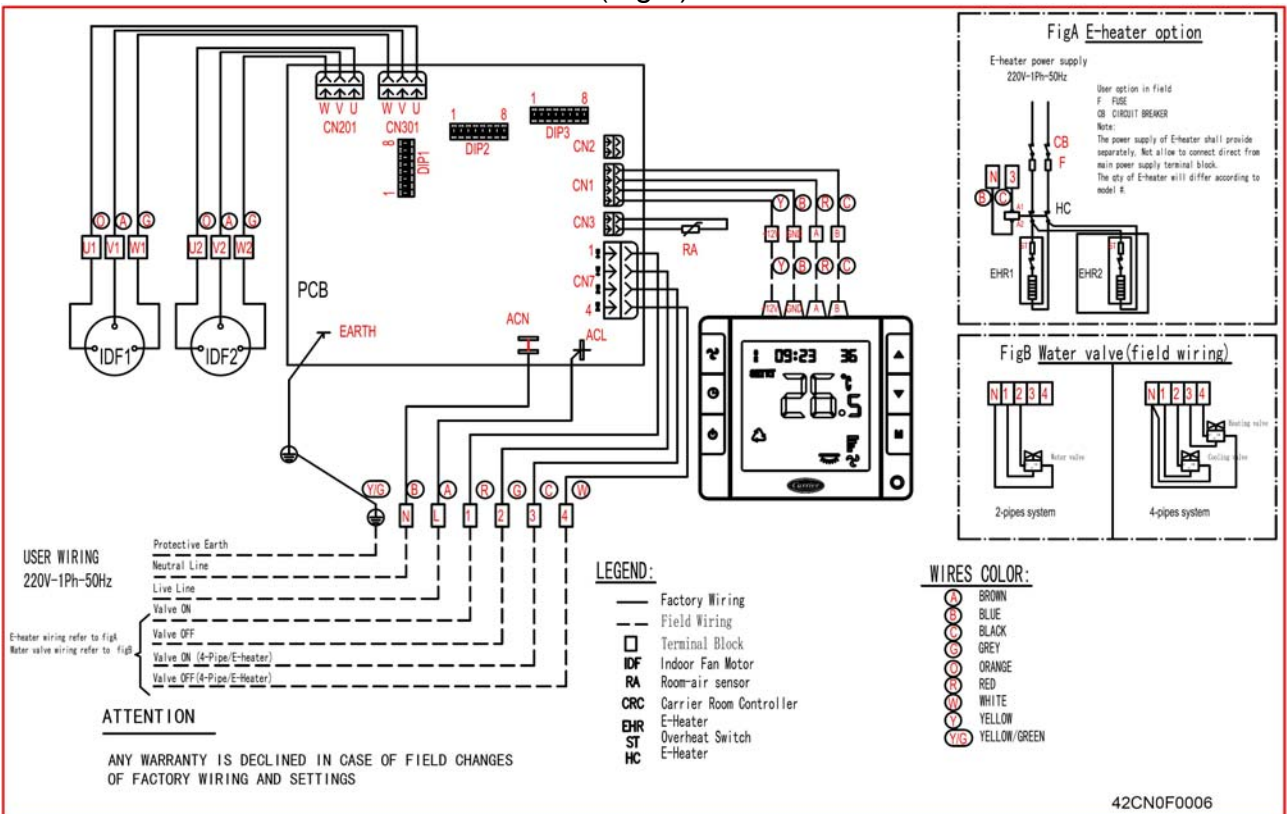 FigA E-heater option
E-heater power supply
220V-1Ph-50Hz
User option in field
F FUSE
CB CIRCUIT BREAKER
Note:
The power supply of E-heater shall provide
separately, Not allow to connect direct from
main power supply terminal block.
The qty of E-heater will differ according to
model #.
CB
F
N 3
B C
A1
A2
HC
ST
ST
EHR1
EHR2
W V U
CN201
W V U
CN301
8
DIP1
1
1 8
DIP2
1 8
DIP3
CN2
CN1
CN3
RA
1
CN7
4
Y B R C
12V GND A B
Y B R C
12V GND A B
O A G
U1 V1 W1
IDF1
O A G
U2 V2 W2
IDF2
PCB
EARTH
ACN
ACL
09:23 36
26.5
°C
M
Carrier
FigB Water valve(field wiring)
N 1 2 3 4
Water valve
2-pipes system
N 1 2 3 4
Heating valve
Cooling valve
4-pipes system
Y/G B A R G C W
N L 1 2 3 4
USER WIRING
220V-1Ph-50Hz
Protective Earth
Neutral Line
Live Line
Valve ON
Valve OFF
Valve ON (4-Pipe/E-heater)
Valve OFF(4-Pipe/E-Heater)
E-heater wiring refer to figA
Water valve wiring refer to figB
ATTENTION
ANY WARRANTY IS DECLINED IN CASE OF FIELD CHANGES
OF FACTORY WIRING AND SETTINGS
LEGEND:
Factory Wiring
Field Wiring
Terminal Block
IDF Indoor Fan Motor
RA Room-air sensor
CRC Carrier Room Controller
EHR E-Heater
ST Overheat Switch
HC E-Heater
WIRES COLOR:
A BROWN
B BLUE
C BLACK
G GREY
O ORANGE
R RED
W WHITE
Y YELLOW
Y/G YELLOW/GREEN
42CN0F0006